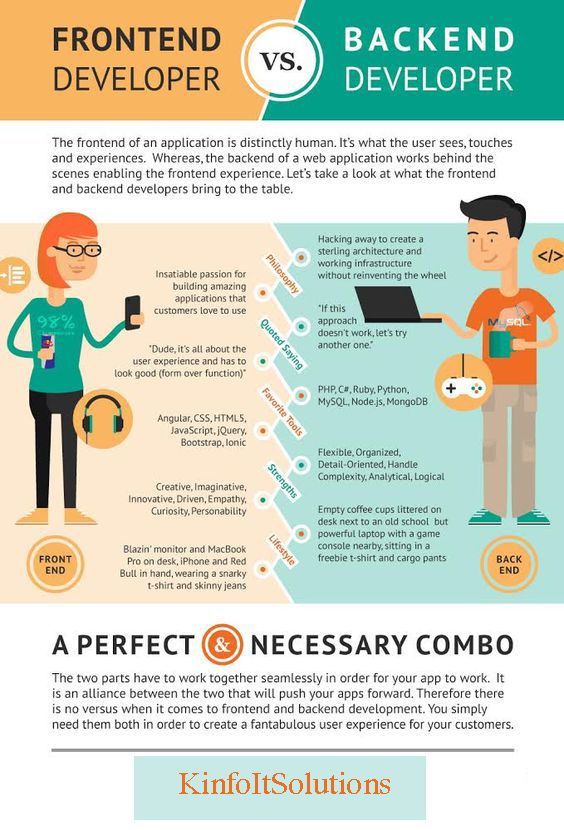 FRONTEND
DEVELOPER
VS.
BACKEND
DEVELOPER
The frontend of an application is distinctly human. It's what the user sees, touches
and experiences. Whereas, the backend of a web application works behind the
scenes enabling the frontend experience. Let's take a look at what the frontend
and backend developers bring to the table.
Philosophy
Insatiable passion for
building amazing
applications that
customers love to use
Hacking away to create a
sterling architecture and
working infrastructure
without reinventing the wheel
</>
98%
MySQL
Quoted Saying
"Dude, it's all about the
user experience and has to
look good (form over function)"
"If this
approach
doesn't work, let's try
another one."
Favorite Tools
Angular, CSS, HTML5,
JavaScript, jQuery,
Bootstrap, Ionic
PHP, C#, Ruby, Python,
MySQL, Node.js, MongoDB
Strengths
Creative, Imaginative,
Innovative, Driven, Empathy,
Curiosity, Personability
Flexible, Organized,
Detail-Oriented, Handle
Complexity, Analytical, Logical
Lifestyle
Blazin' monitor and MacBook
Pro on desk, iPhone and Red
Bull in hand, wearing a snarky
t-shirt and skinny jeans
Empty coffee cups littered on
desk next to an old school but
powerful laptop with a game
console nearby, sitting in a
freebie t-shirt and cargo pants
FRONT
END
BACK
END
A PERFECT & NECESSARY COMBO
The two parts have to work together seamlessly in order for your app to work. It
is an alliance between the two that will push your apps forward. Therefore there
is no versus when it comes to frontend and backend development. You simply
need them both in order to create a fantabulous user experience for your customers.
KinfoItSolutions